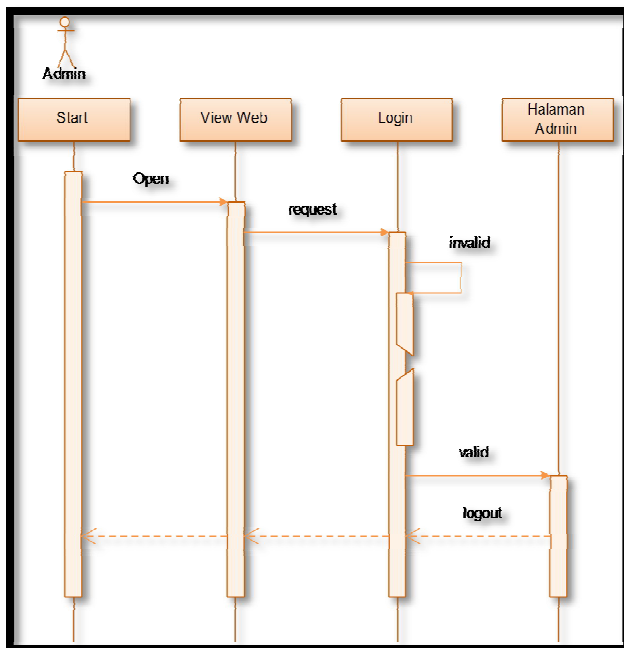 Admin
Start
View Web
Login
Halaman
Admin
Open
request
invalid
valid
logout